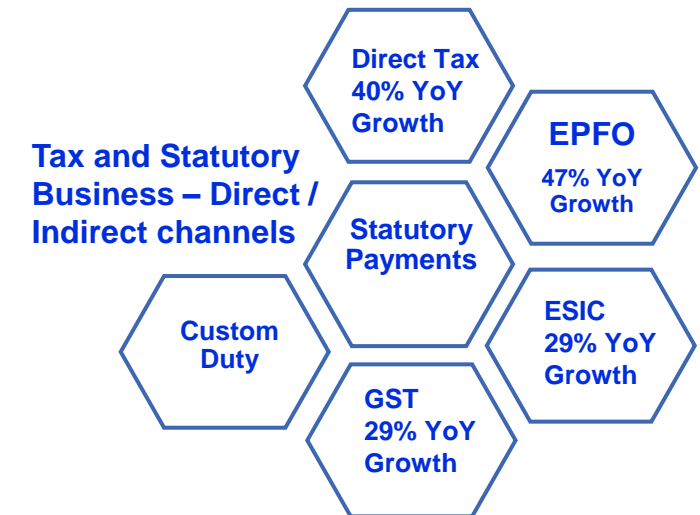 Direct Tax
40% YoY
Growth
EPFO
47% YoY
Growth
Tax and Statutory
Business – Direct /
Indirect channels
Statutory
Payments
Custom
Duty
ESIC
29% YoY
Growth
GST
29% YoY
Growth